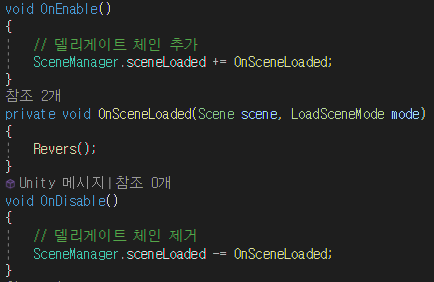 void OnEnable()
{
// 델리게이트 체인 추가
SceneManager.sceneLoaded += OnSceneLoaded;
}
참조 2개
private void OnSceneLoaded(Scene scene, LoadSceneMode mode)
{
Revers();
}
Unity 메시지|참조 0개
void OnDisable()
{
// 델리게이트 체인 제거
SceneManager.sceneLoaded -= OnSceneLoaded;
}